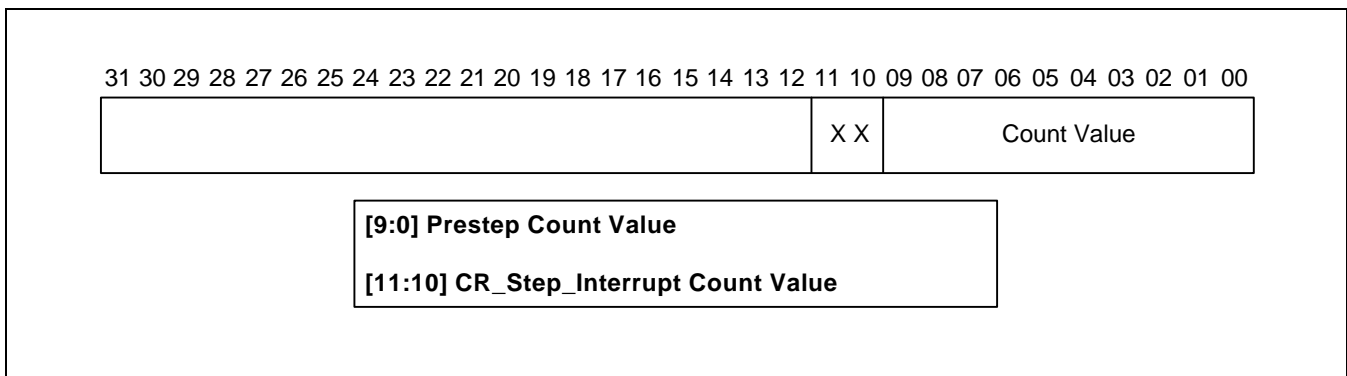 31 30 29 28 27 26 25 24 23 22 21 20 19 18 17 16 15 14 13 12 11 10 09 08 07 06 05 04 03 02 01 00
X X Count Value
[9:0] Prestep Count Value
[11:10] CR_Step_Interrupt Count Value